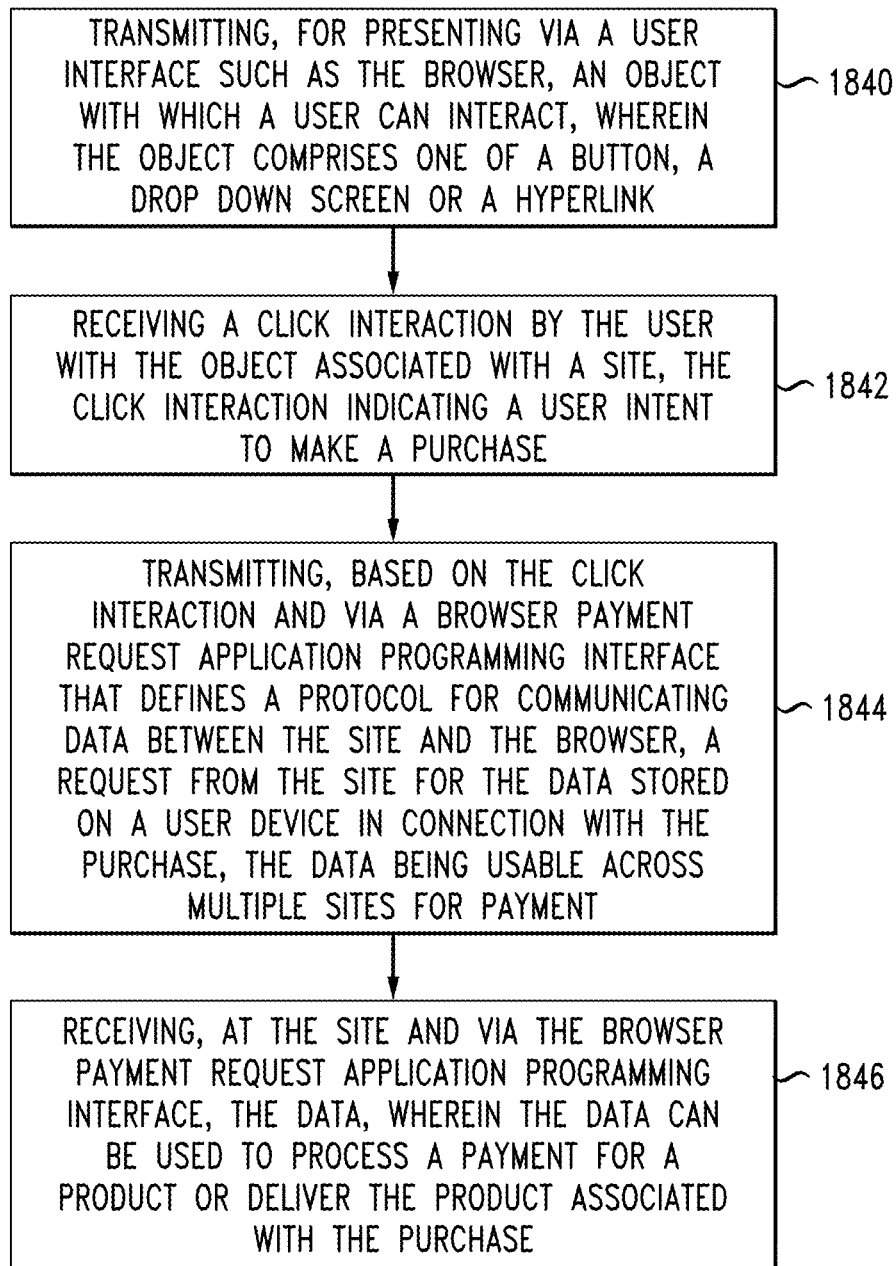 TRANSMITTING, FOR PRESENTING VIA A USER
INTERFACE SUCH AS THE BROWSER, AN OBJECT
WITH WHICH A USER CAN INTERACT, WHEREIN
THE OBJECT COMPRISES ONE OF A BUTTON, A
DROP DOWN SCREEN OR A HYPERLINK
1840
RECEIVING A CLICK INTERACTION BY THE USER
WITH THE OBJECT ASSOCIATED WITH A SITE, THE
CLICK INTERACTION INDICATING A USER INTENT
TO MAKE A PURCHASE
1842
TRANSMITTING, BASED ON THE CLICK
INTERACTION AND VIA A BROWSER PAYMENT
REQUEST APPLICATION PROGRAMMING INTERFACE
THAT DEFINES A PROTOCOL FOR COMMUNICATING
DATA BETWEEN THE SITE AND THE BROWSER, A
REQUEST FROM THE SITE FOR THE DATA STORED
ON A USER DEVICE IN CONNECTION WITH THE
PURCHASE, THE DATA BEING USABLE ACROSS
MULTIPLE SITES FOR PAYMENT
1844
RECEIVING, AT THE SITE AND VIA THE BROWSER
PAYMENT REQUEST APPLICATION PROGRAMMING
INTERFACE, THE DATA, WHEREIN THE DATA CAN
BE USED TO PROCESS A PAYMENT FOR A
PRODUCT OR DELIVER THE PRODUCT ASSOCIATED
WITH THE PURCHASE
1846